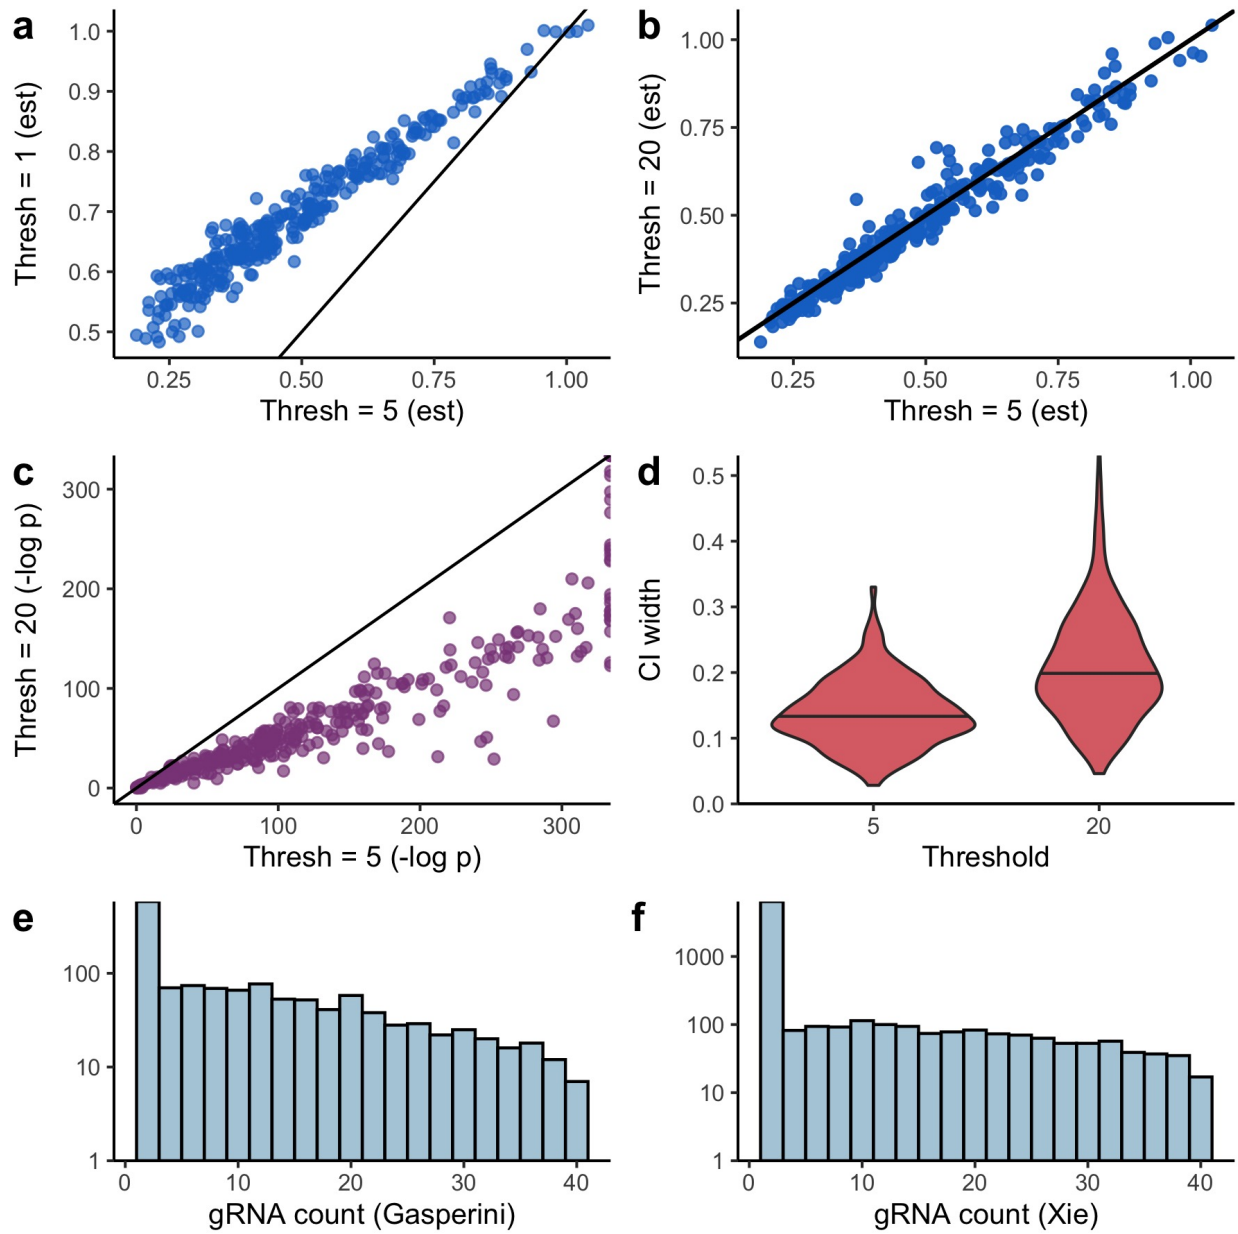 a
1.0
0.9
0.8
0.7
0.6
0.5
Thresh = 1 (est)
0.25 0.50 0.75 1.00
Thresh = 5 (est)
b
1.00
0.75
0.50
0.25
Thresh = 20 (est)
0.25 0.50 0.75 1.00
Thresh = 5 (est)
c
300
200
100
0
Thresh = 20 (-log p)
0 100 200 300
Thresh = 5 (-log p)
d
0.5
0.4
0.3
0.2
0.1
0.0
CI width
5 20
Threshold
e
100
10
1
0 10 20 30 40
gRNA count (Gasperini)
f
1000
100
10
1
0 10 20 30 40
gRNA count (Xie)